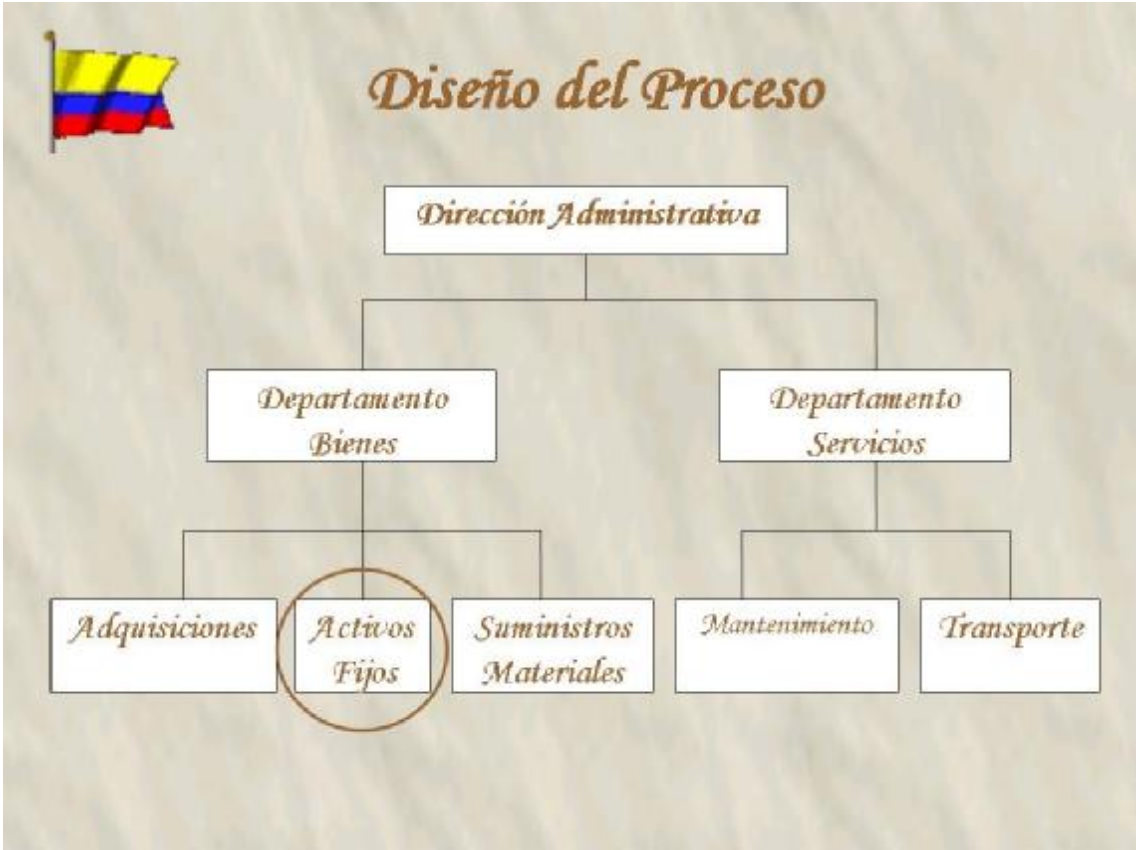 Diseño del Proceso
Dirección Administrativa
Departamento
Bienes
Departamento
Servicios
Adquisiciones
Activos
Fijos
Suministros
Materiales
Mantenimiento
Transporte